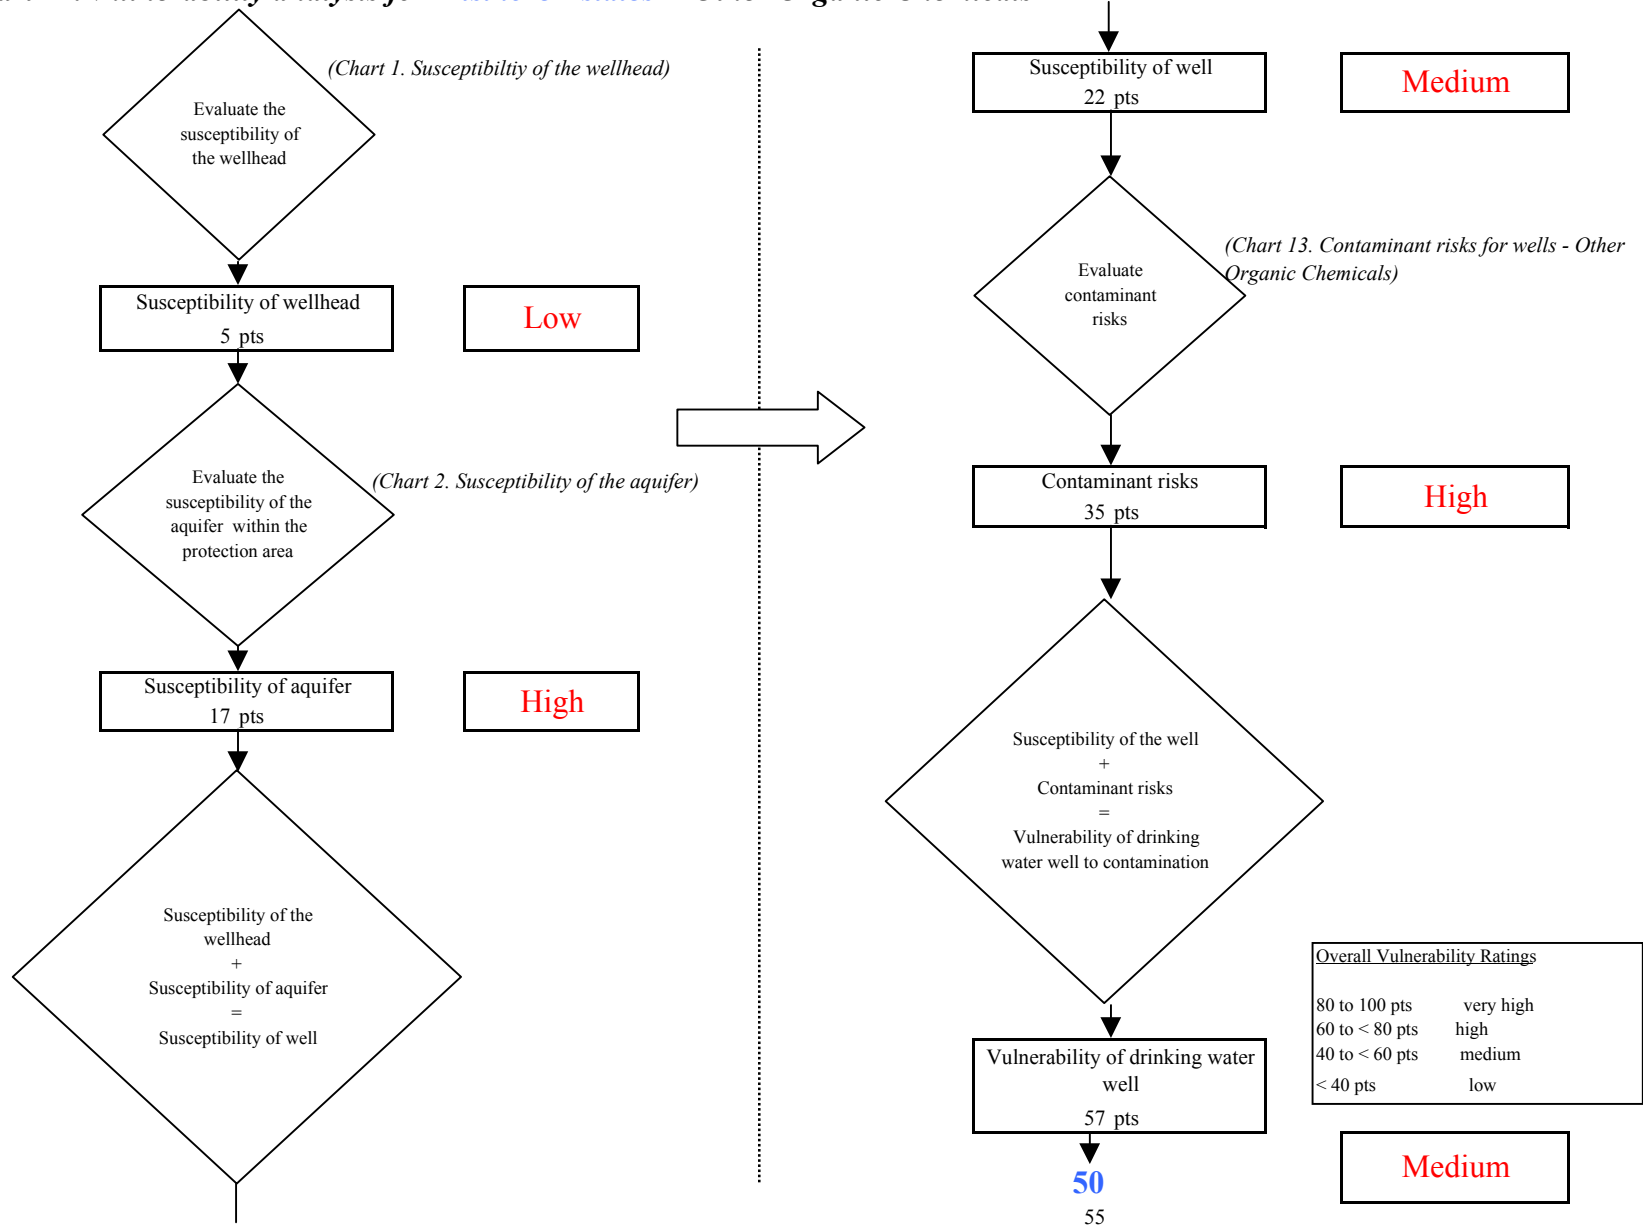 (Chart 1. Susceptibiltiy of the wellhead)
Evaluate the
susceptibility of
the wellhead
Susceptibility of wellhead
5 pts
Low
Evaluate the
susceptibility of the
aquifer within the
protection area
(Chart 2. Susceptibility of the aquifer)
Susceptibility of aquifer
17 pts
High
Susceptibility of the
wellhead
+
Susceptibility of aquifer
=
Susceptibility of well
Susceptibility of well
22 pts
Medium
Evaluate
contaminant
risks
(Chart 13. Contaminant risks for wells - Other
Organic Chemicals)
Contaminant risks
35 pts
High
Susceptibility of the well
+
Contaminant risks
=
Vulnerability of drinking
water well to contamination
Vulnerability of drinking water
well
57 pts
50
55
Overall Vulnerability Ratings
80 to 100 pts very high
60 to < 80 pts high
40 to < 60 pts medium
< 40 pts low
Medium